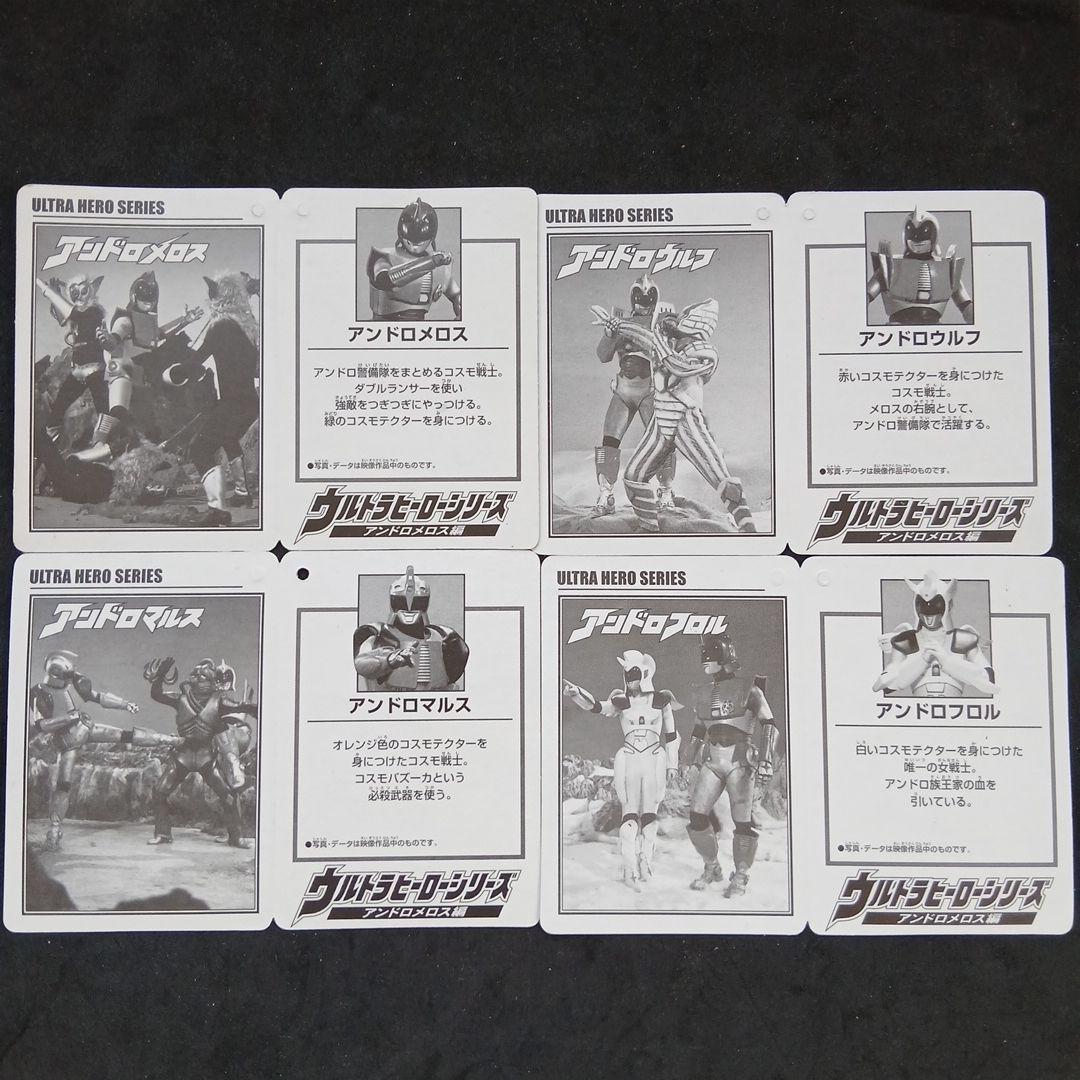 ULTRA HERO SERIES
アンドロメロス
アンドロメロス
アンドロ警備隊をまとめるコスモ戦士。
ダブルランサーを使い
強敵をつぎつぎにやっつける。
緑のコスモテクターを身につける。
●写真・データは映像作品中のものです。
ウルトラヒーローシリーズ
アンドロメロス編
ULTRA HERO SERIES
アンドロウルフ
アンドロウルフ
赤いコスモテクターを身につけた
コスモ戦士。
メロスの右腕として、
アンドロ警備隊で活躍する。
●写真・データは映像作品中のものです。
ウルトラヒーローシリーズ
アンドロメロス編
ULTRA HERO SERIES
アンドロマルス
アンドロマルス
オレンジ色のコスモテクターを
身につけたコスモ戦士。
コスモバズーカという
必殺武器を使う。
●写真・データは映像作品中のものです。
ウルトラヒーローシリーズ
アンドロメロス編
ULTRA HERO SERIES
アンドロフロル
アンドロフロル
白いコスモテクターを身につけた
唯一の女戦士。
アンドロ族王家の血を
引いている。
●写真・データは映像作品中のものです。
ウルトラヒーローシリーズ
アンドロメロス編